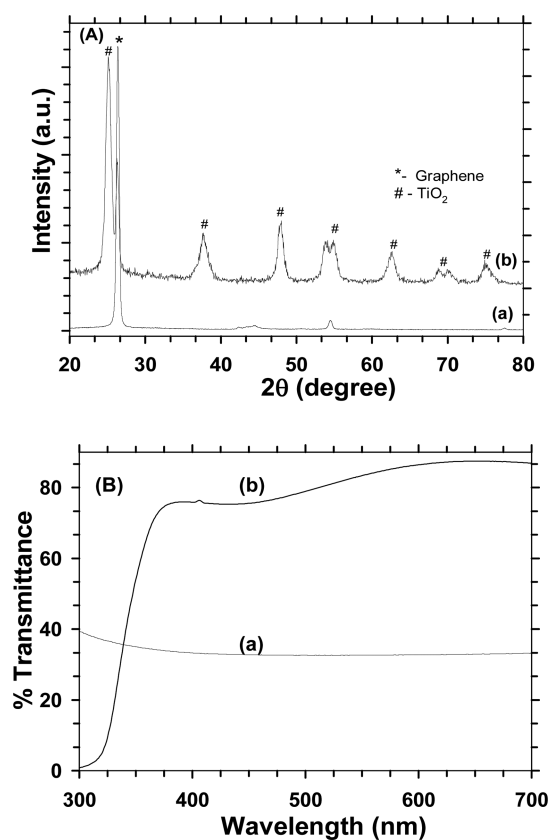 (A)
#
*
Intensity (a.u.)
*- Graphene
# - TiO₂
#
#
#
#
#
#
(b)
(a)
20 30 40 50 60 70 80
2θ (degree)
(B)
(b)
(a)
% Transmittance
80
60
40
20
0
300 400 500 600 700
Wavelength (nm)